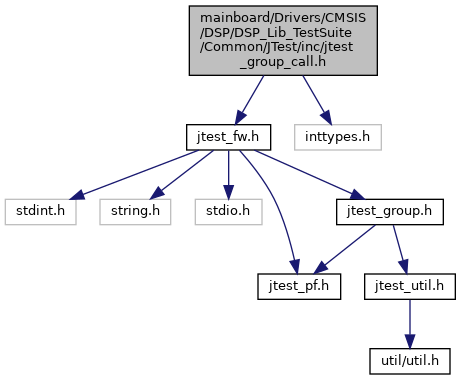 mainboard/Drivers/CMSIS
/DSP/DSP_Lib_TestSuite
/Common/JTest/inc/jtest
_group_call.h
jtest_fw.h
inttypes.h
stdint.h
string.h
stdio.h
jtest_group.h
jtest_pf.h
jtest_util.h
util/util.h